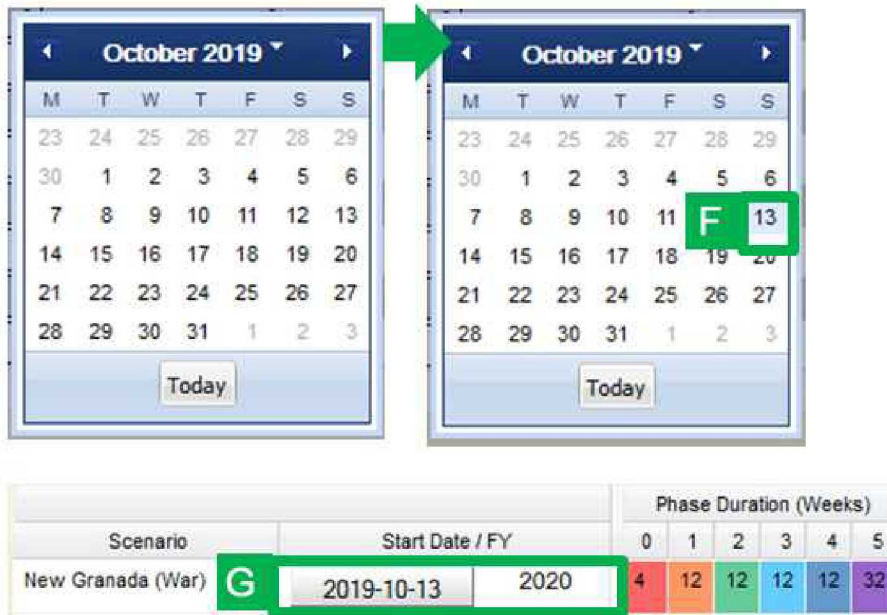 October 2019
M T W T F S S
23 24 25 26 27 28 29
30 1 2 3 4 5 6
7 8 9 10 11 12 13
14 15 16 17 18 19 20
21 22 23 24 25 26 27
28 29 30 31 1 2 3
Today
October 2019
M T W T F S S
23 24 25 26 27 28 29
30 1 2 3 4 5 6
7 8 9 10 11 F 13
14 15 16 17 18 19 20
21 22 23 24 25 26 27
28 29 30 31 1 2 3
Today
Phase Duration (Weeks)
Scenario Start Date / FY 0 1 2 3 4 5
New Granada (War) G 2019-10-13 2020 4 12 12 12 12 32